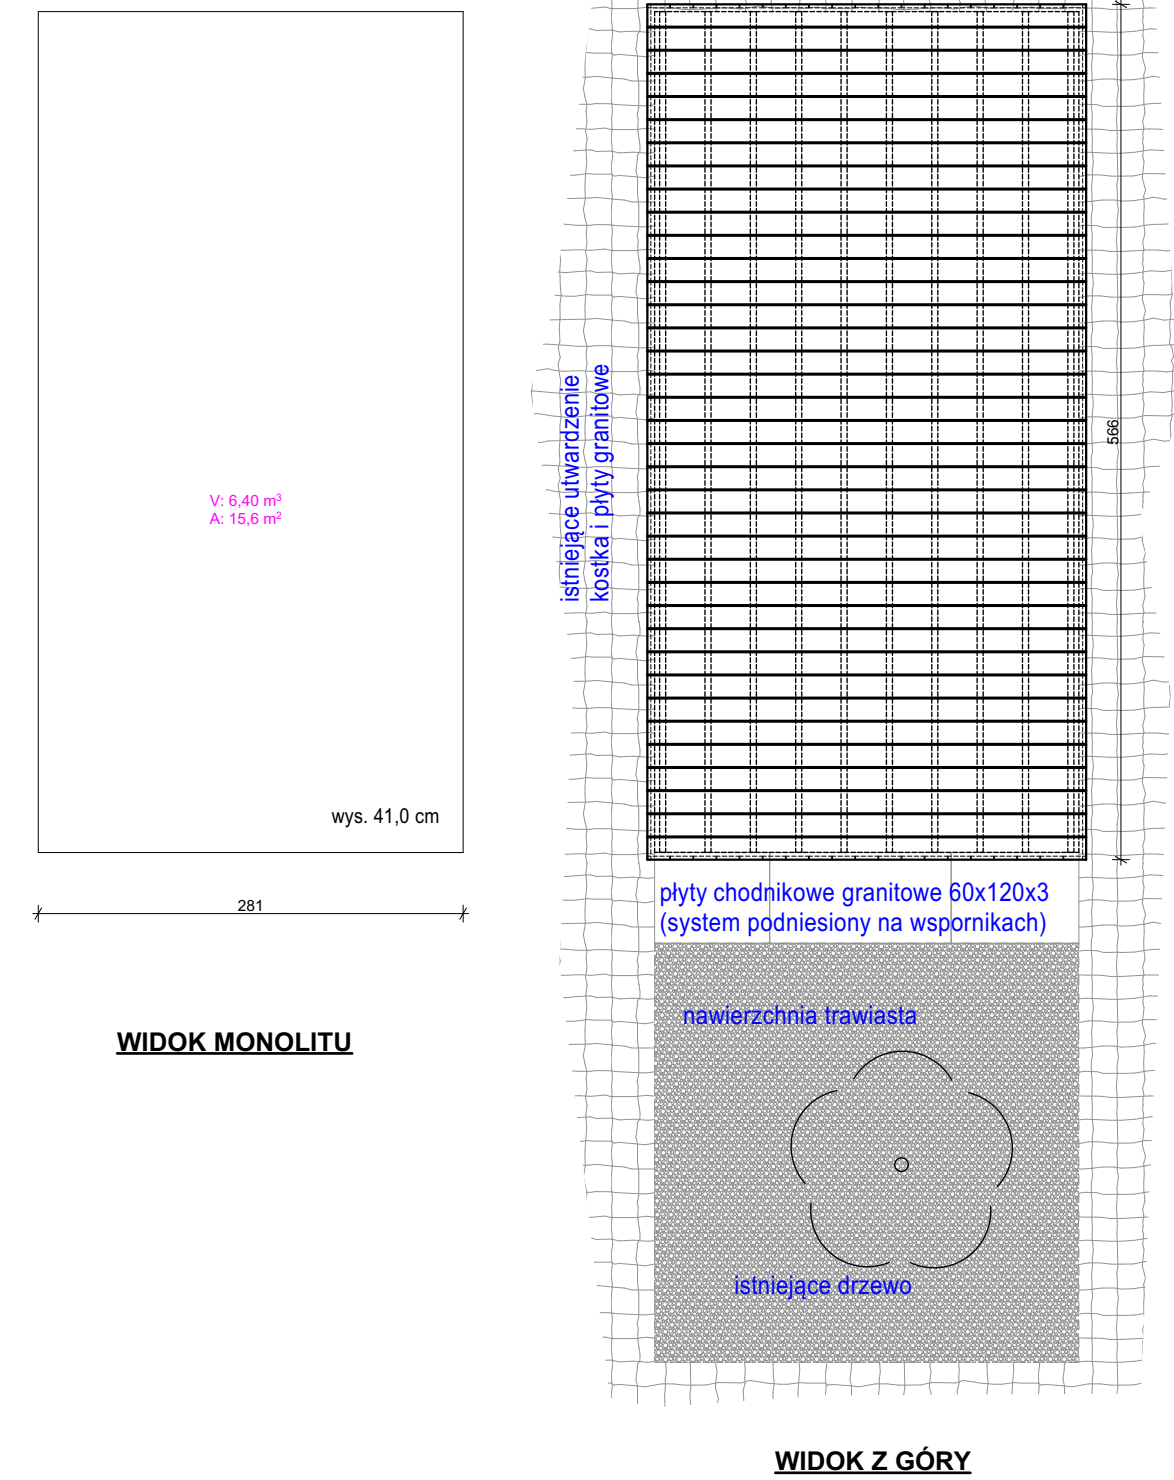 V: 6,40 m³
A: 15,6 m²
wys. 41,0 cm
281
WIDOK MONOLITU
istniejące utwardzenie
kostka i płyty granitowe
566
płyty chodnikowe granitowe 60x120x3
(system podniesiony na wspornikach)
nawierzchnia trawiasta
istniejące drzewo
WIDOK Z GÓRY